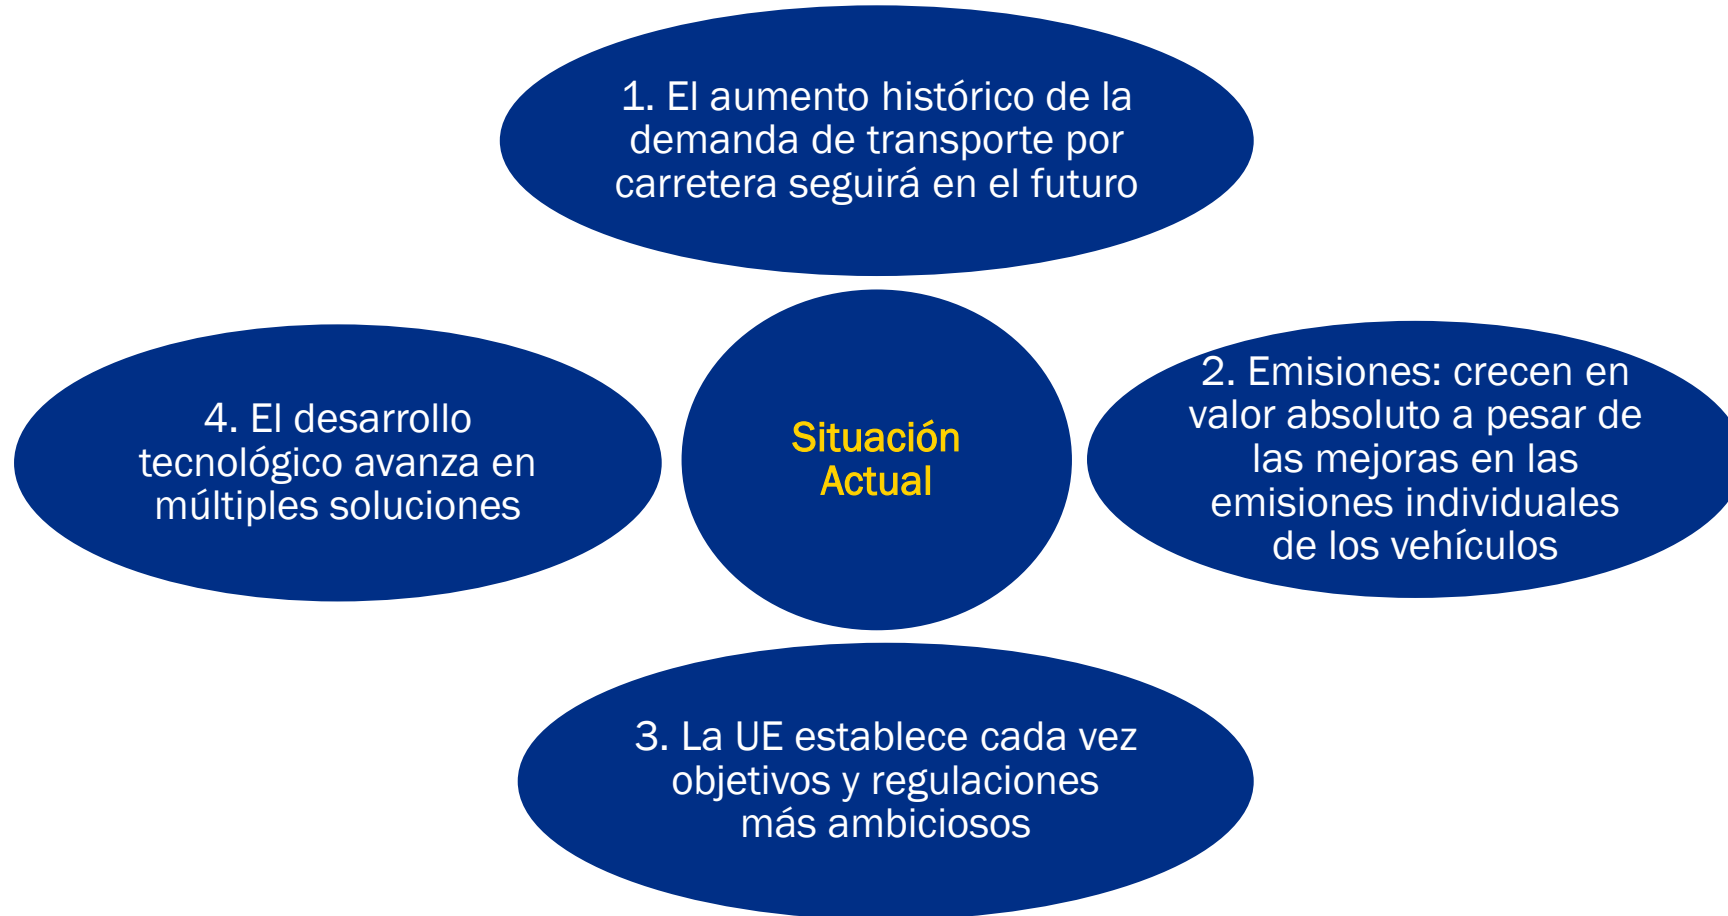 1. El aumento histórico de la
demanda de transporte por
carretera seguirá en el futuro
2. Emisiones: crecen en
valor absoluto a pesar de
las mejoras en las
emisiones individuales
de los vehículos
4. El desarrollo
tecnológico avanza en
múltiples soluciones
Situación
Actual
3. La UE establece cada vez
objetivos y regulaciones
más ambiciosos